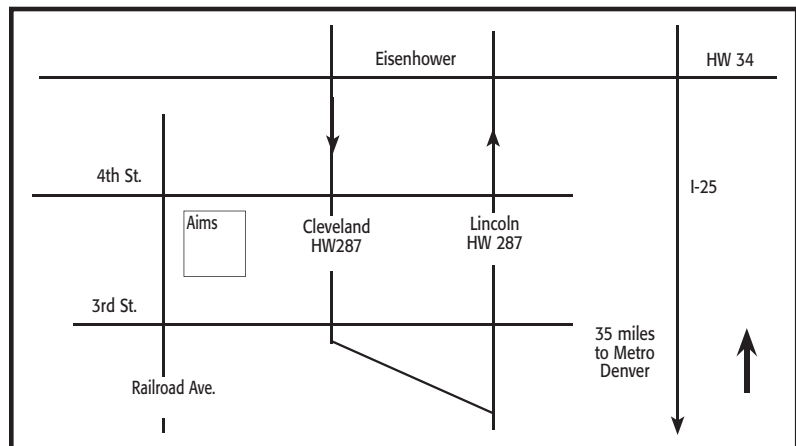 Eisenhower
HW 34
4th St.
I-25
Aims
Cleveland
HW287
Lincoln
HW 287
3rd St.
35 miles
to Metro
Denver
Railroad Ave.